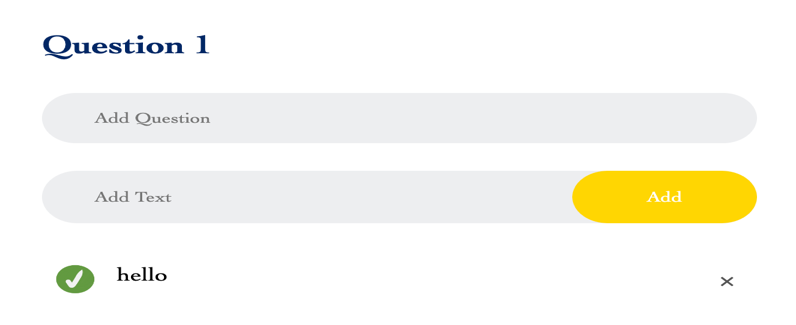 Question 1
Add Question
Add Text
Add
hello